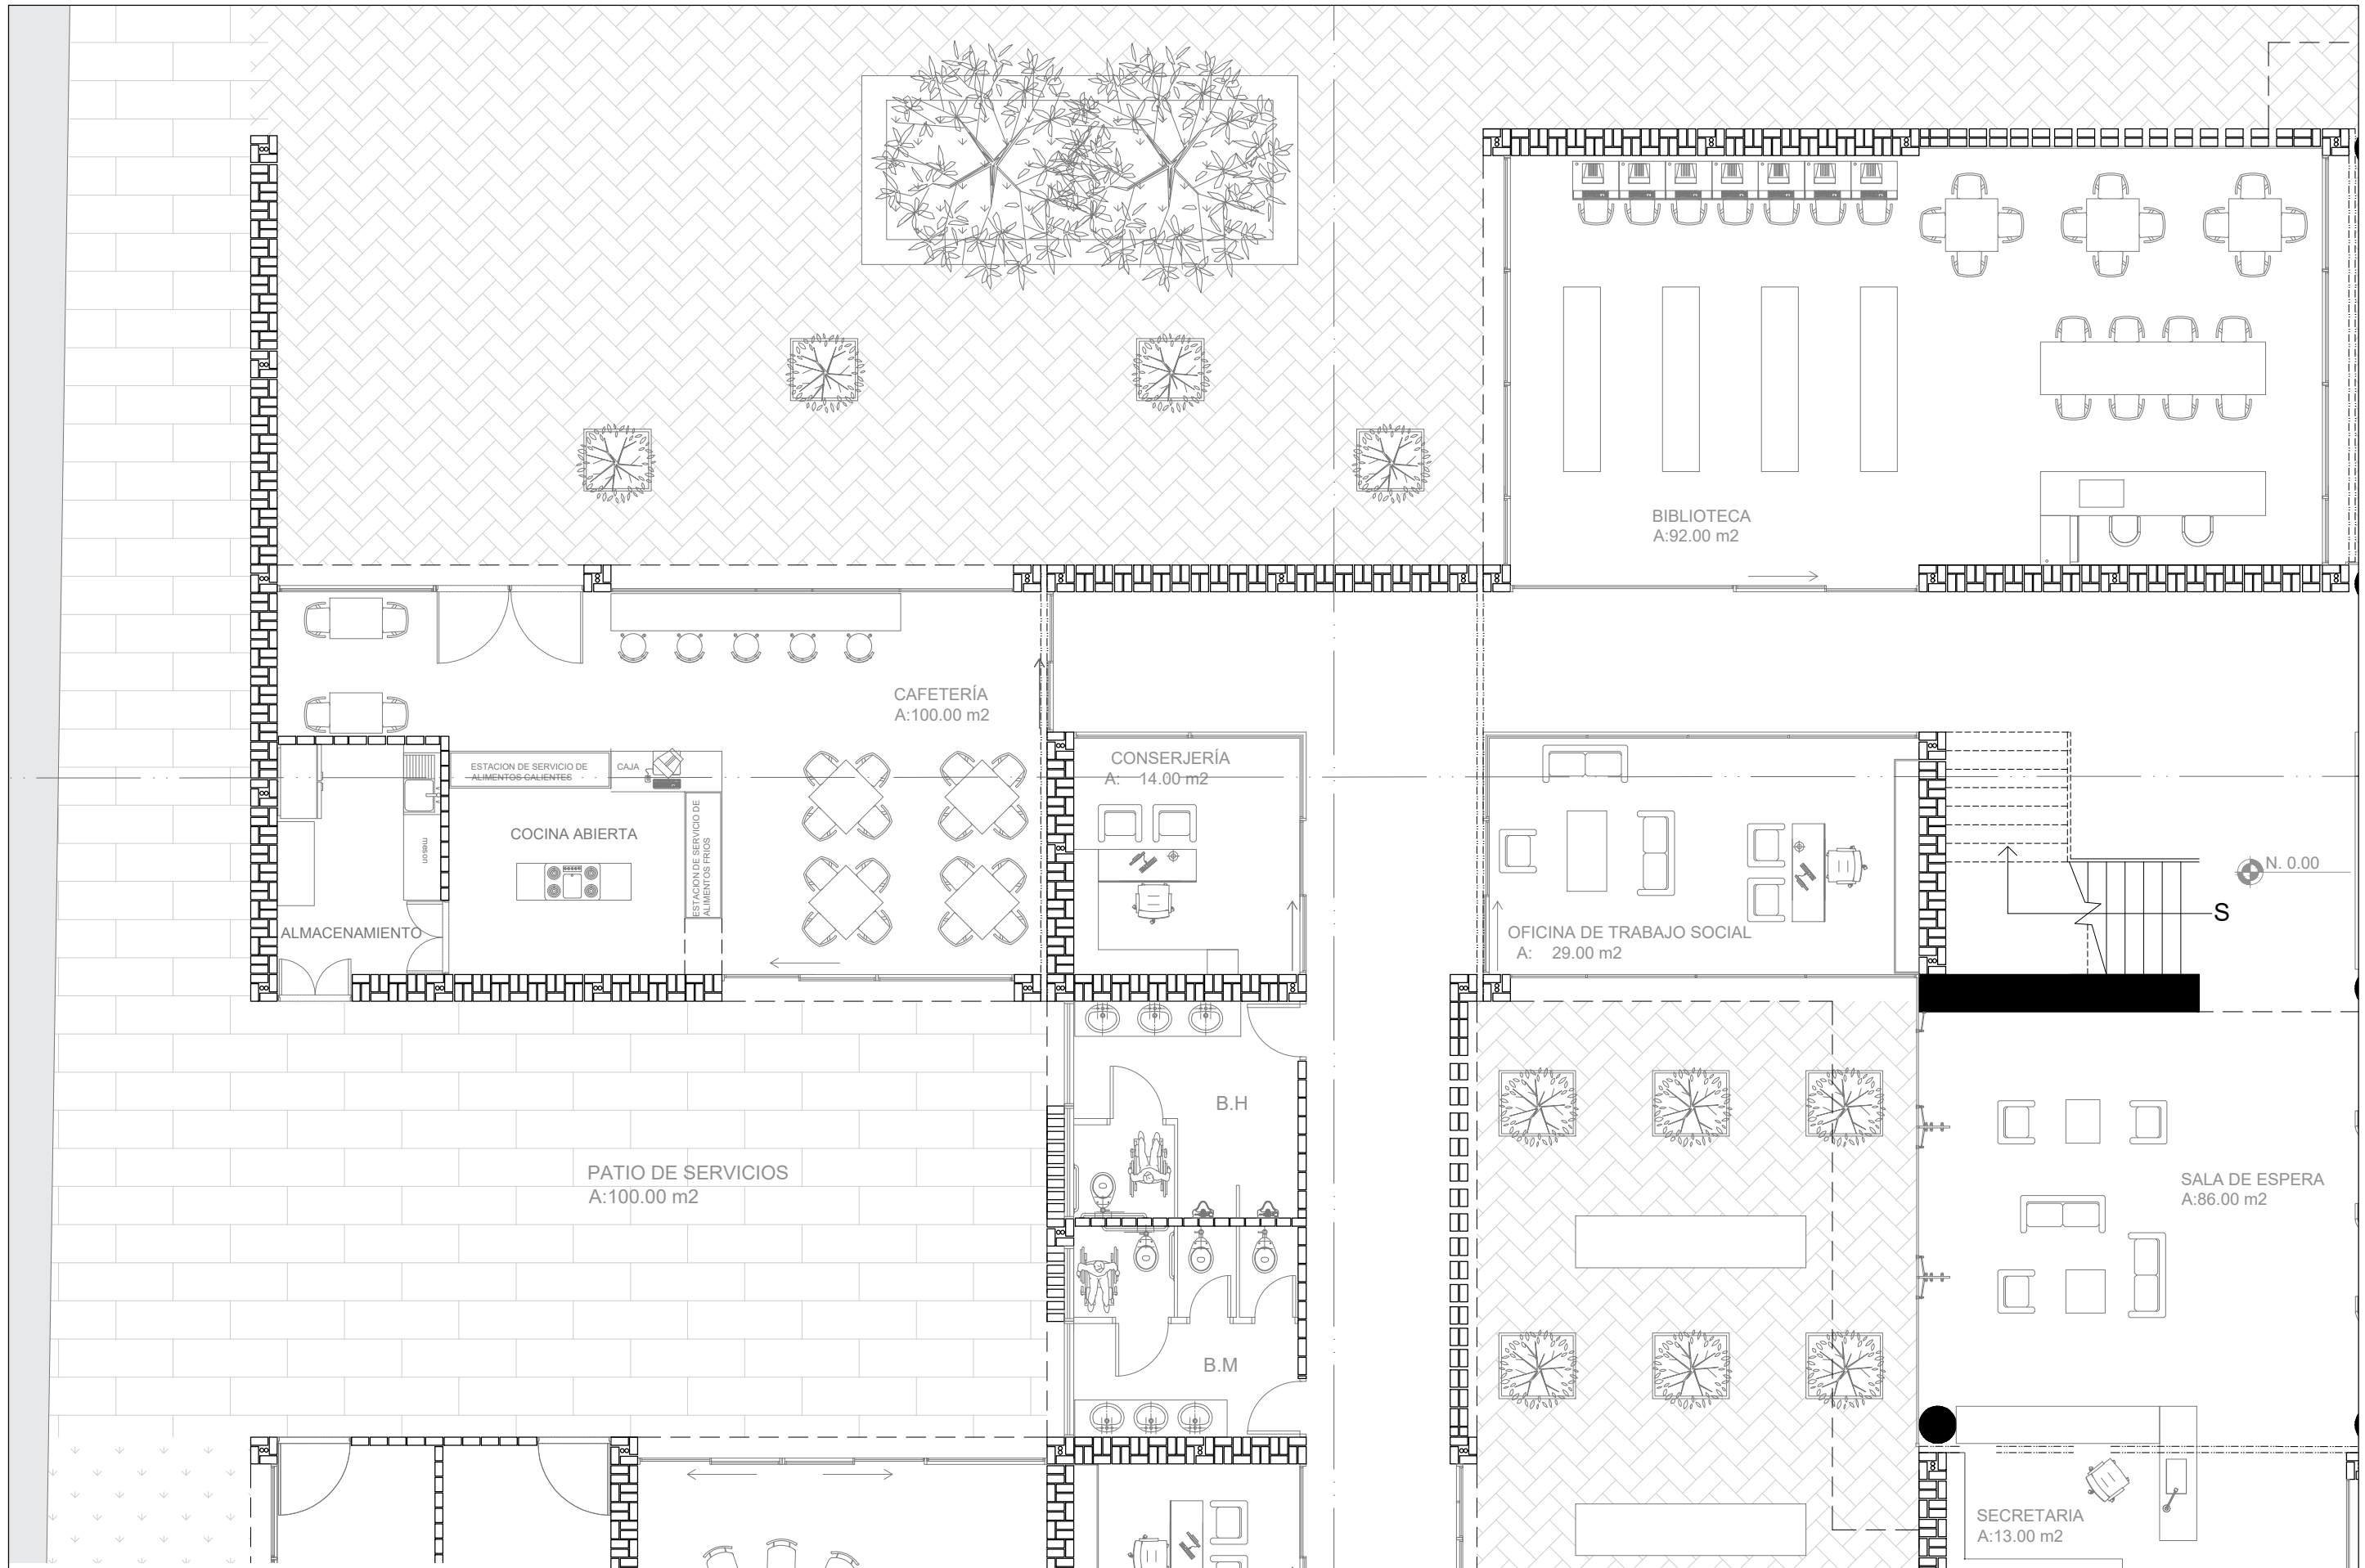 BIBLIOTECA
A:92.00 m2
CAFETERÍA
A:100.00 m2
ESTACION DE SERVICIO DE
ALIMENTOS CALIENTES
CAJA
CONSERJERÍA
A: 14.00 m2
COCINA ABIERTA
ESTACION DE SERVICIO DE
ALIMENTOS FRIOS
meson
N. 0.00
S
ALMACENAMIENTO
OFICINA DE TRABAJO SOCIAL
A: 29.00 m2
B.H
PATIO DE SERVICIOS
A:100.00 m2
SALA DE ESPERA
A:86.00 m2
B.M
SECRETARIA
A:13.00 m2